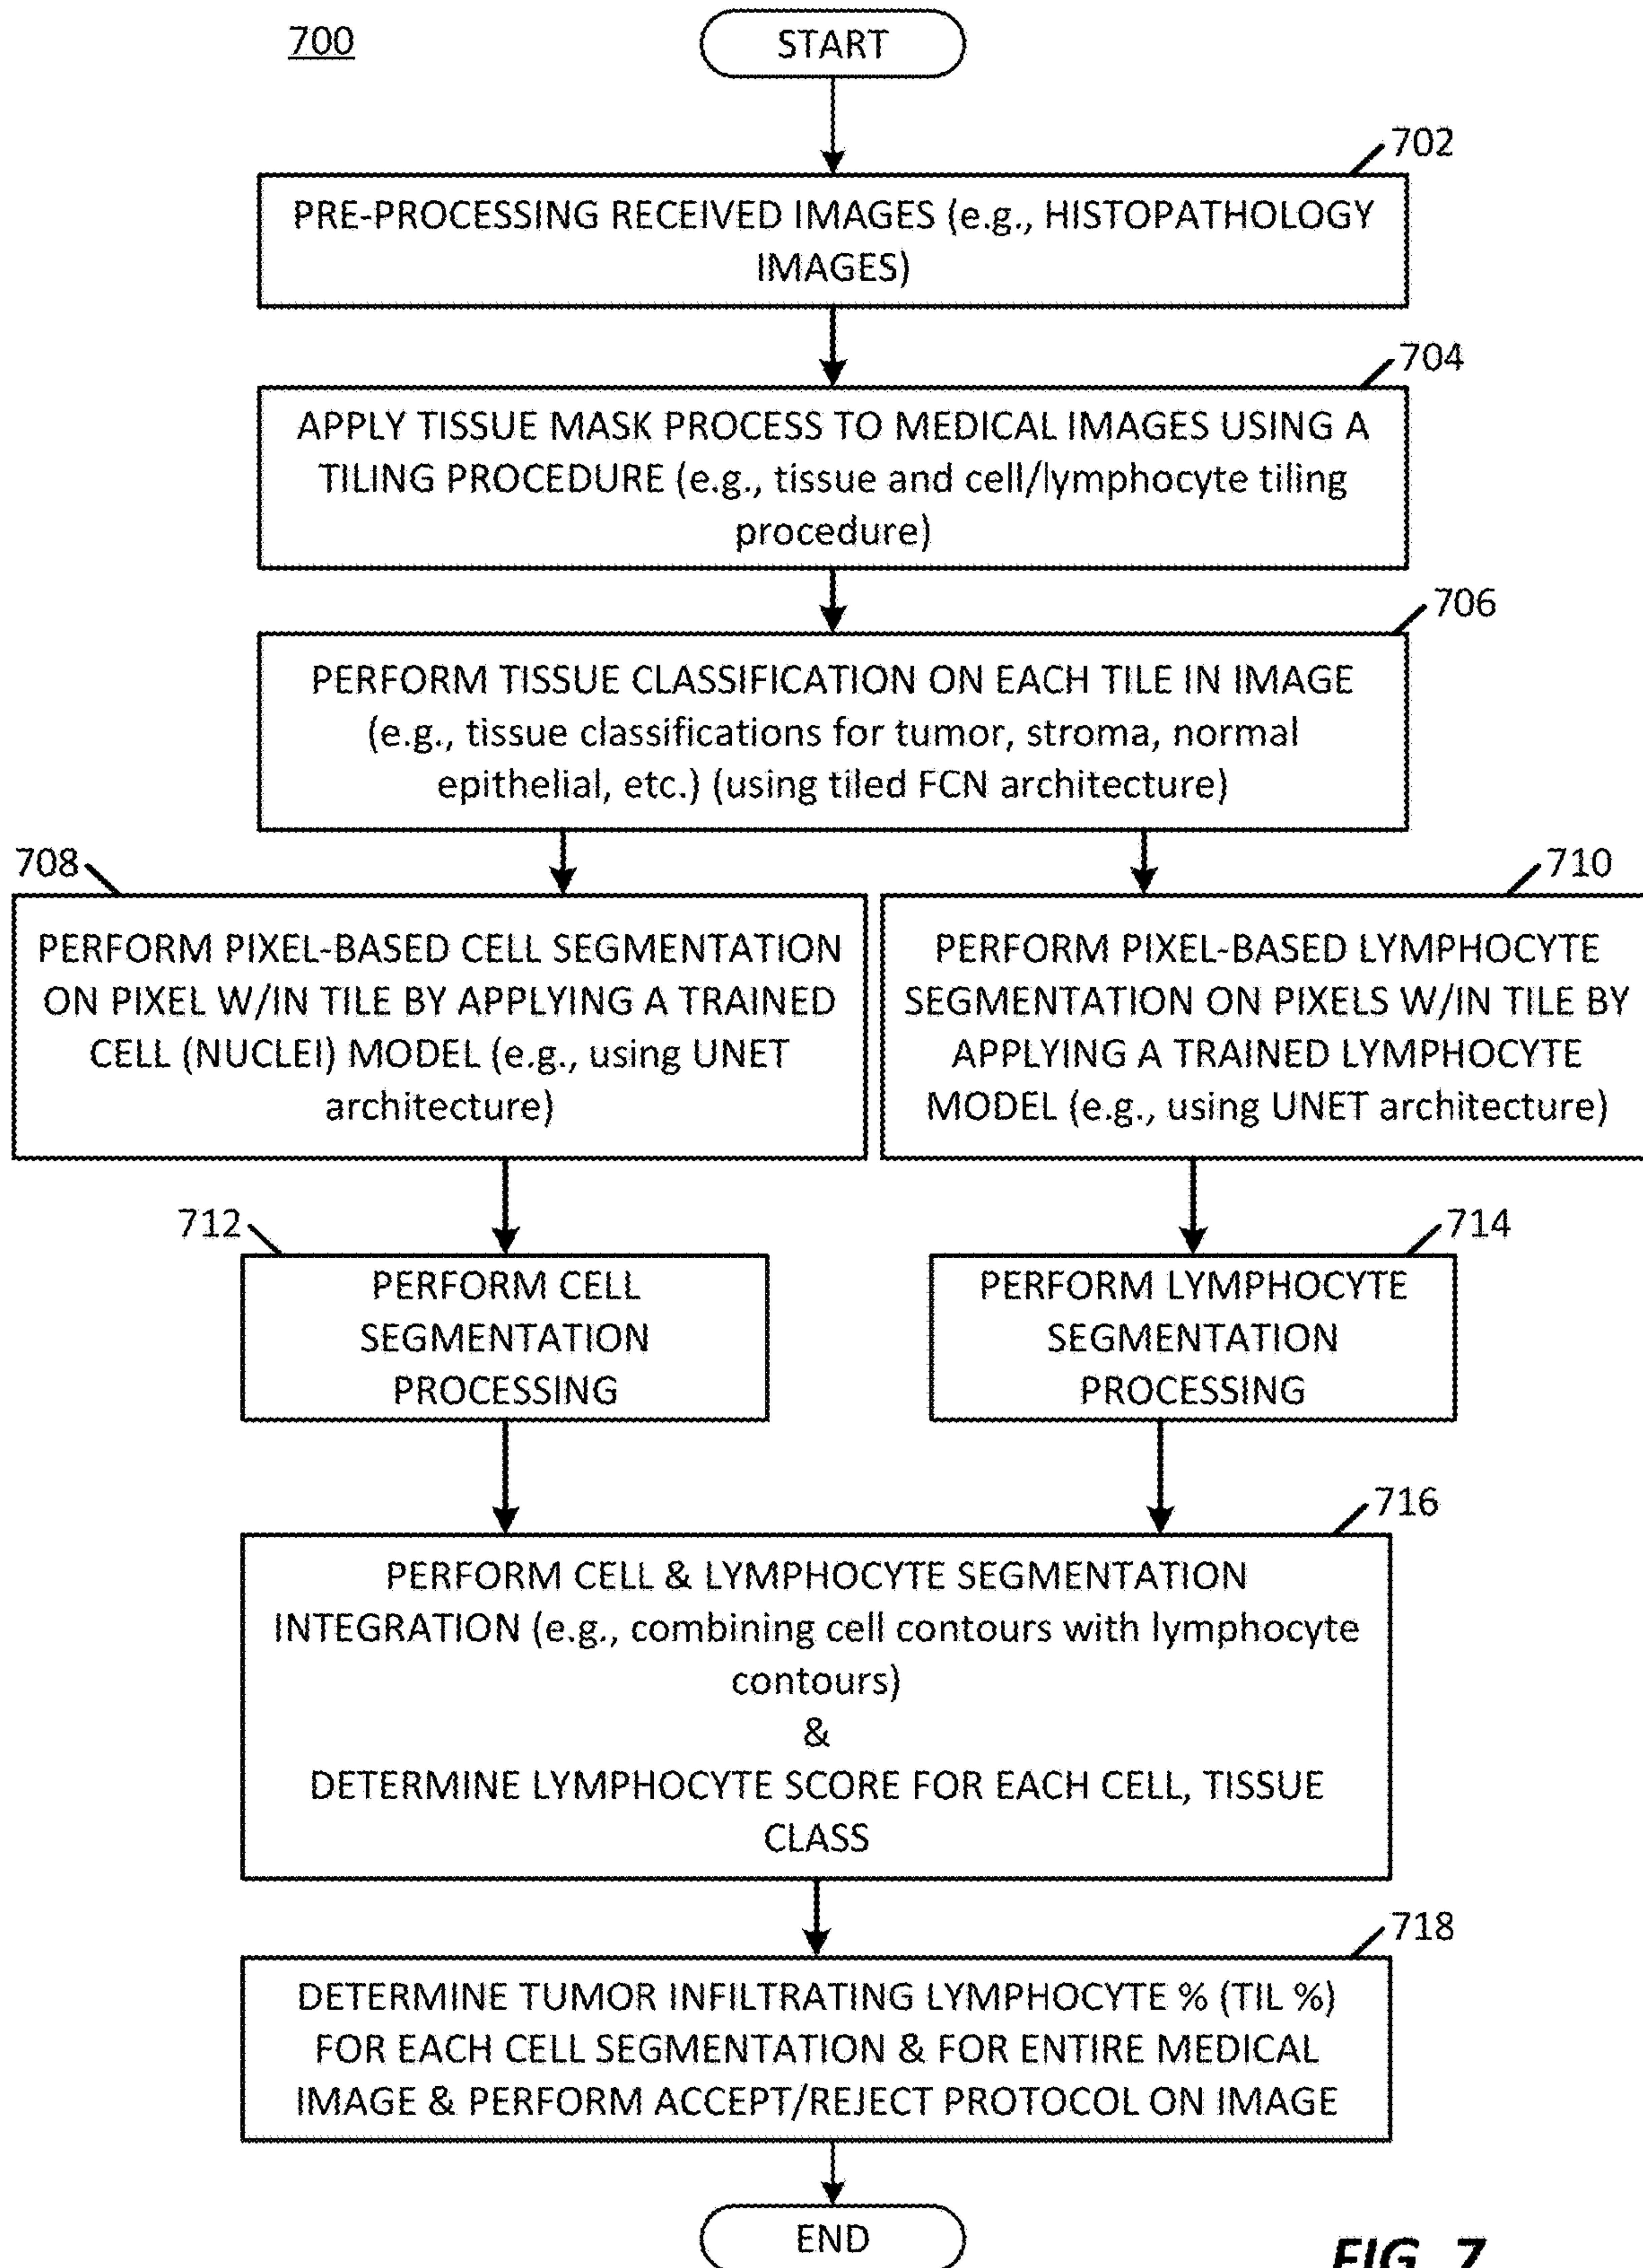 700
START
702
PRE-PROCESSING RECEIVED IMAGES (e.g., HISTOPATHOLOGY
IMAGES)
704
APPLY TISSUE MASK PROCESS TO MEDICAL IMAGES USING A
TILING PROCEDURE (e.g., tissue and cell/lymphocyte tiling
procedure)
706
PERFORM TISSUE CLASSIFICATION ON EACH TILE IN IMAGE
(e.g., tissue classifications for tumor, stroma, normal
epithelial, etc.) (using tiled FCN architecture)
708
PERFORM PIXEL-BASED CELL SEGMENTATION
ON PIXEL W/IN TILE BY APPLYING A TRAINED
CELL (NUCLEI) MODEL (e.g., using UNET
architecture)
710
PERFORM PIXEL-BASED LYMPHOCYTE
SEGMENTATION ON PIXELS W/IN TILE BY
APPLYING A TRAINED LYMPHOCYTE
MODEL (e.g., using UNET architecture)
712
PERFORM CELL
SEGMENTATION
PROCESSING
714
PERFORM LYMPHOCYTE
SEGMENTATION
PROCESSING
716
PERFORM CELL & LYMPHOCYTE SEGMENTATION
INTEGRATION (e.g., combining cell contours with lymphocyte
contours)
&
DETERMINE LYMPHOCYTE SCORE FOR EACH CELL, TISSUE
CLASS
718
DETERMINE TUMOR INFILTRATING LYMPHOCYTE % (TIL %)
FOR EACH CELL SEGMENTATION & FOR ENTIRE MEDICAL
IMAGE & PERFORM ACCEPT/REJECT PROTOCOL ON IMAGE
END
FIG. 7